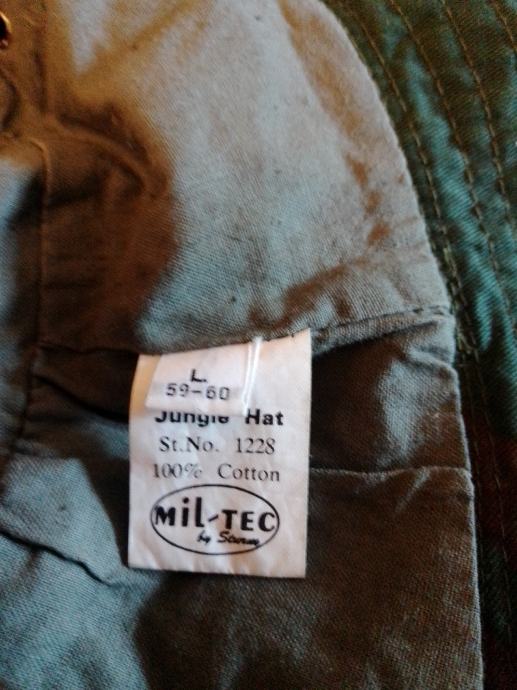 L.
59-60
Jungle Hat
St.No. 1228
100% Cotton
MiL-TEC
by Sturm